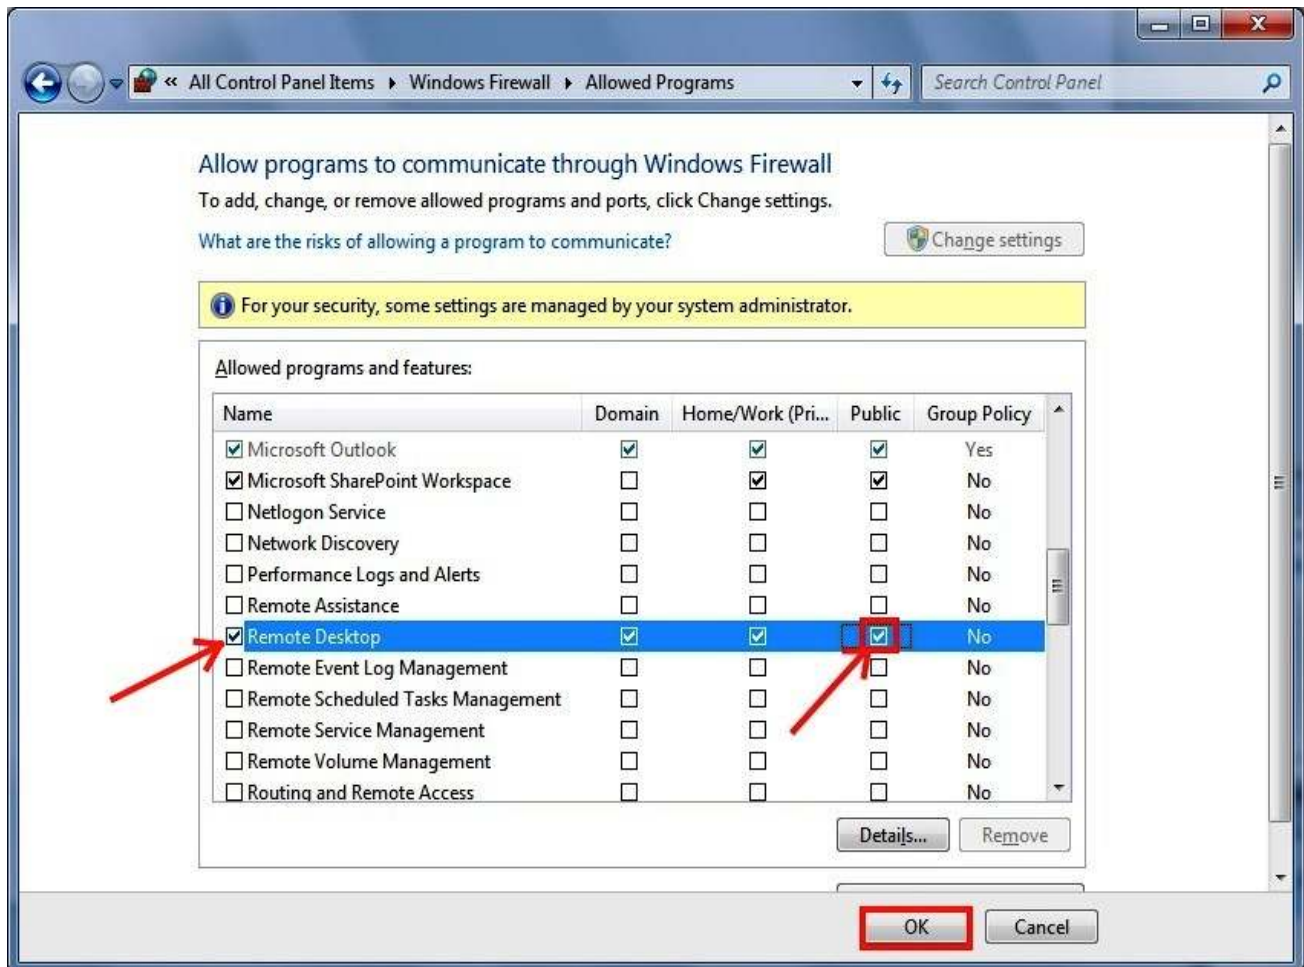 « All Control Panel Items ▸ Windows Firewall ▸ Allowed Programs Search Control Panel
Allow programs to communicate through Windows Firewall
To add, change, or remove allowed programs and ports, click Change settings.
What are the risks of allowing a program to communicate? Change settings
For your security, some settings are managed by your system administrator.
Allowed programs and features:
Name Domain Home/Work (Pri... Public Group Policy
Microsoft Outlook Yes
Microsoft SharePoint Workspace No
Netlogon Service No
Network Discovery No
Performance Logs and Alerts No
Remote Assistance No
Remote Desktop No
Remote Event Log Management No
Remote Scheduled Tasks Management No
Remote Service Management No
Remote Volume Management No
Routing and Remote Access No
Details... Remove
OK Cancel